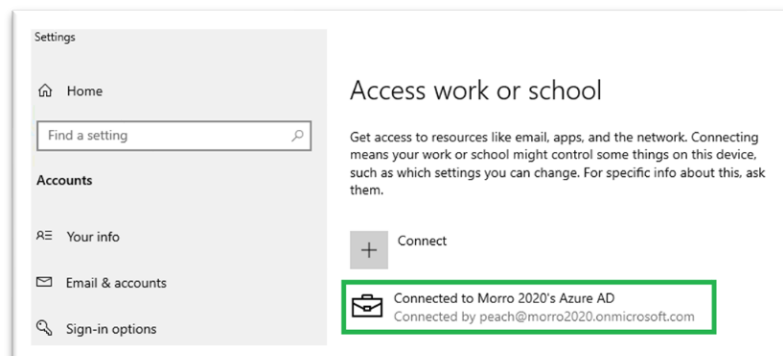 Settings
Home
Find a setting
Accounts
Your info
Email & accounts
Sign-in options
Access work or school
Get access to resources like email, apps, and the network. Connecting
means your work or school might control some things on this device,
such as which settings you can change. For specific info about this, ask
them.
Connect
Connected to Morro 2020's Azure AD
Connected by peach@morro2020.onmicrosoft.com